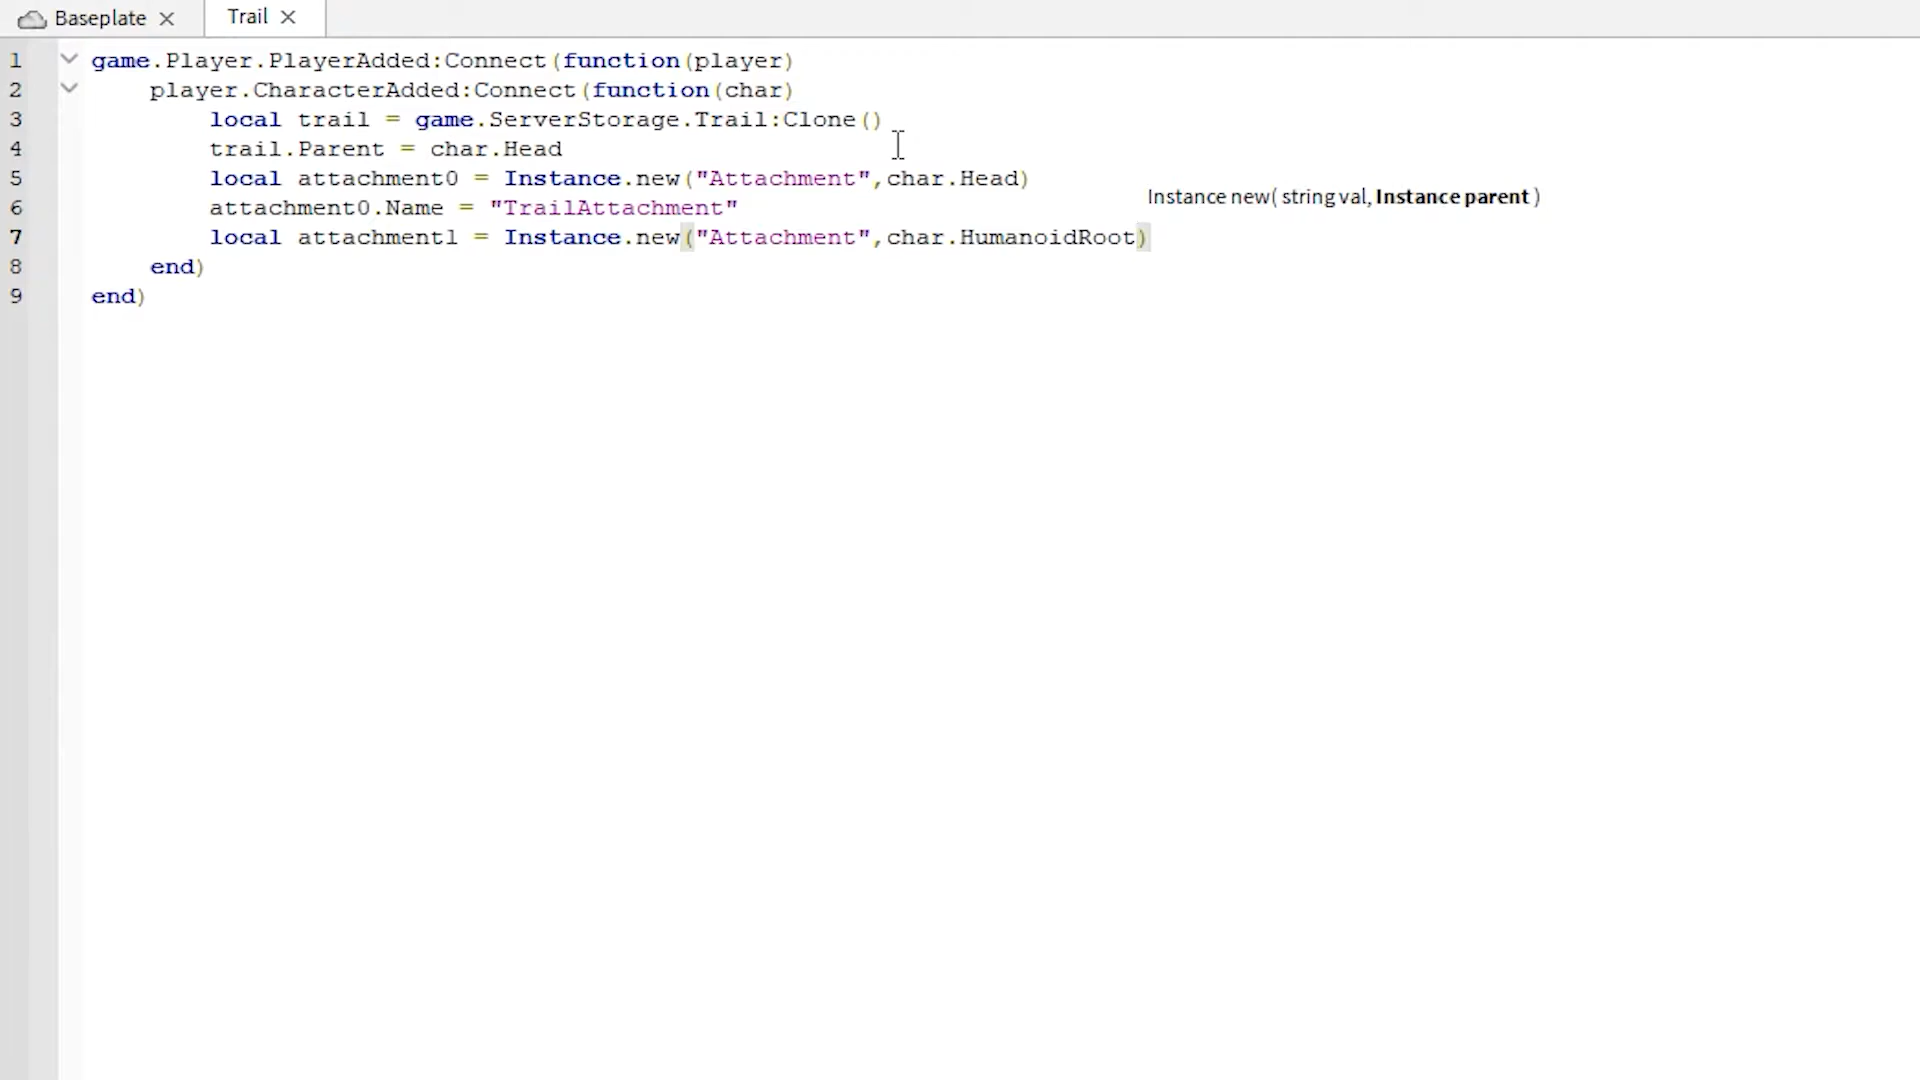 Baseplate
Trail
1 game.Player.PlayerAdded:Connect(function(player)
2 player.CharacterAdded:Connect(function(char)
3 local trail = game.ServerStorage.Trail:Clone()
4 trail.Parent = char.Head
5 local attachment0 = Instance.new("Attachment",char.Head)
Instance new( string val, Instance parent )
6 attachment0.Name = "TrailAttachment"
7 local attachment1 = Instance.new("Attachment",char.HumanoidRoot)
8 end)
9 end)